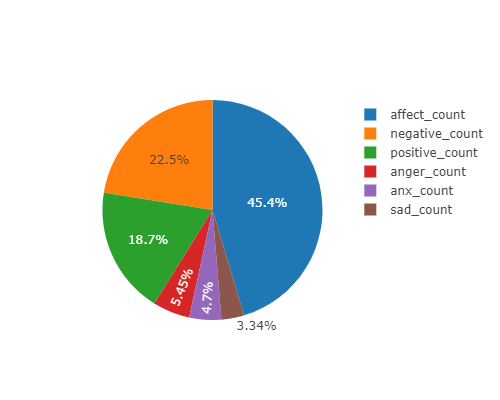 affect_count
negative_count
positive_count
anger_count
anx_count
sad_count
22.5%
45.4%
18.7%
5.45%
4.7%
3.34%